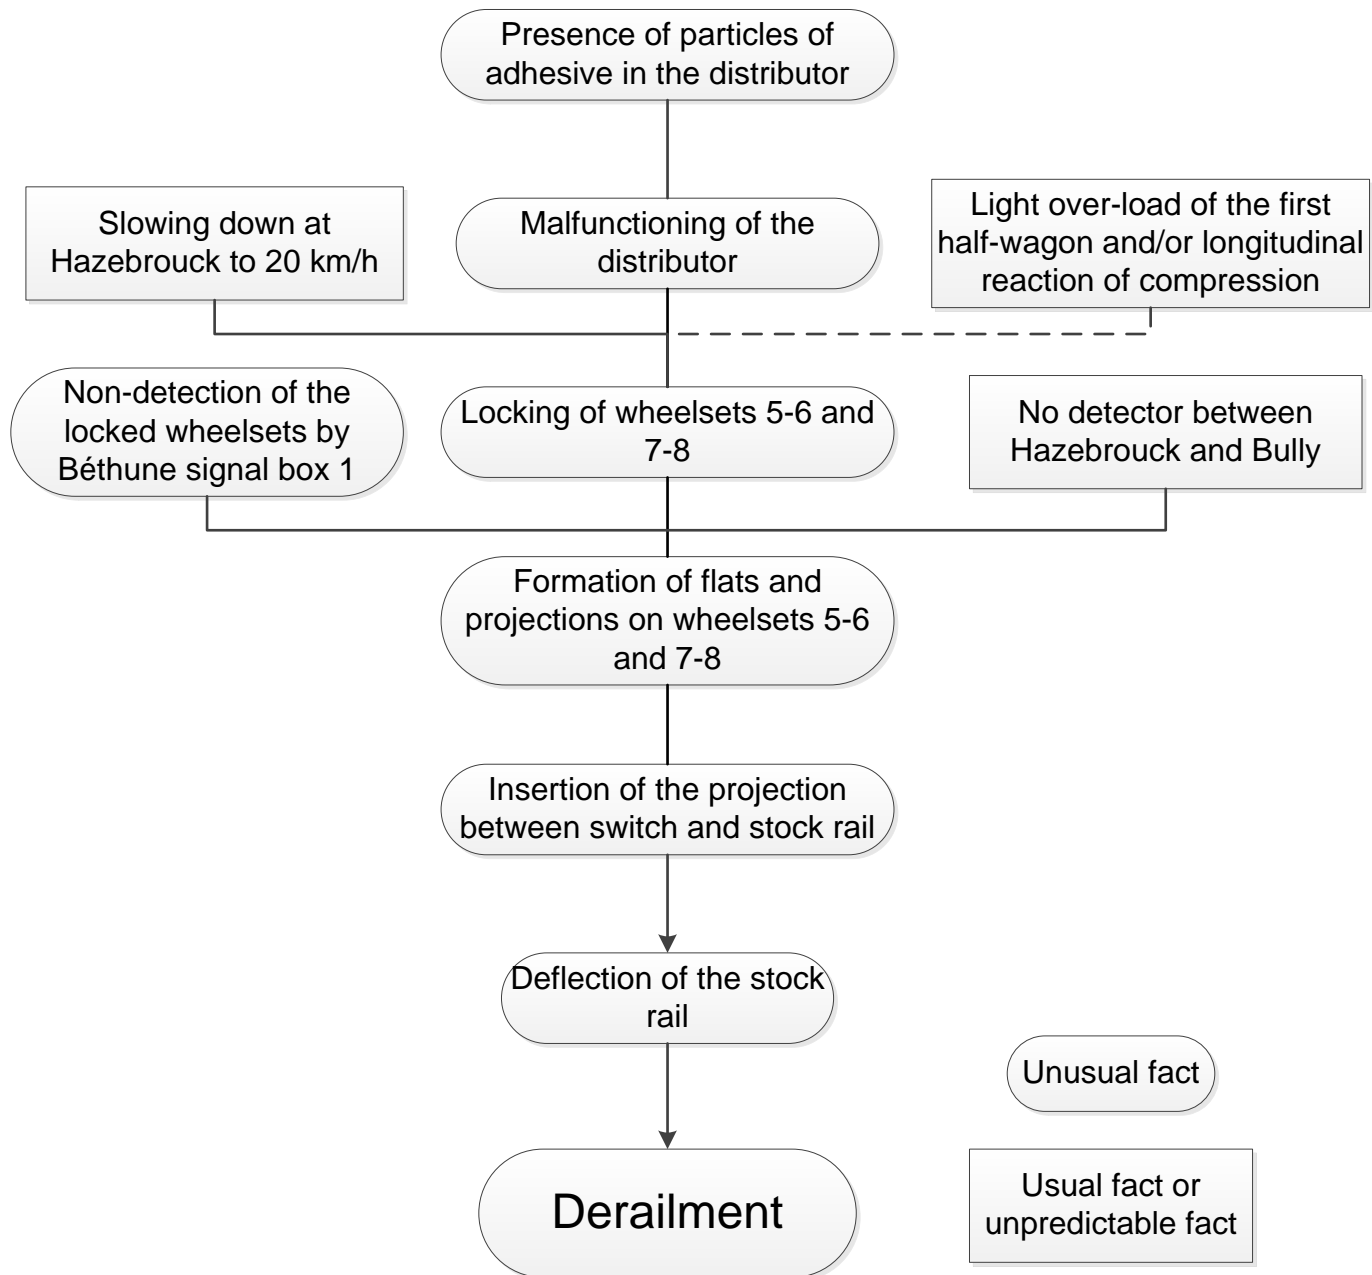 Presence of particles of
adhesive in the distributor
Slowing down at
Hazebrouck to 20 km/h
Malfunctioning of the
distributor
Light over-load of the first
half-wagon and/or longitudinal
reaction of compression
Non-detection of the
locked wheelsets by
Béthune signal box 1
Locking of wheelsets 5-6 and
7-8
No detector between
Hazebrouck and Bully
Formation of flats and
projections on wheelsets 5-6
and 7-8
Insertion of the projection
between switch and stock rail
Deflection of the stock
rail
Unusual fact
Derailment
Usual fact or
unpredictable fact